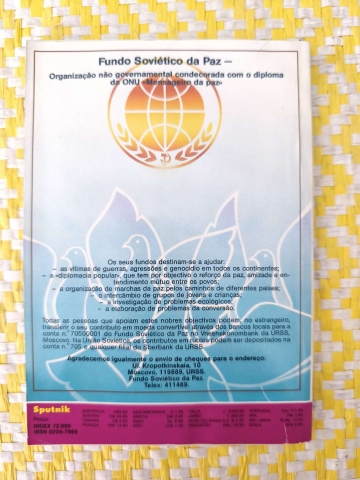 Fundo Soviético da Paz —
Organização não governamental condecorada com o diploma
da ONU «Mensageiro da paz»
Os seus fundos destinam-se a ajudar:
— as vítimas de guerras, agressões e genocídio em todos os continentes;
— a «diplomacia popular», que tem por objectivo o reforço da paz, amizade e en-
tendimento mútuo entre os povos;
— a organização de marchas da paz pelos caminhos de diferentes países;
o intercâmbio de grupos de jovens e crianças;
— a investigação de problemas ecológicos;
— a elaboração de problemas da conversão.
Todas as pessoas que apoiam estes nobres objectivos podem, no estrangeiro,
transferir o seu contributo em moeda convertível através dos bancos locais para a
conta n.° 70500001 do Fundo Soviético da Paz no Vneshekonombank da URSS,
Moscovo. Na União Soviética, os contributos em rublos podem ser depositados na
conta n.° 705 qualquer filial do Sberbank da URSS.
Agradecemos igualmente o envio de cheques para o endereço:
Ul. Kropotkinskaia, 10
Moscovo, 119889, URSS.
Fundo Soviético da Paz.
Telex: 411489.
Sputnik
INDEX 72.800
ISSN 0234-7669